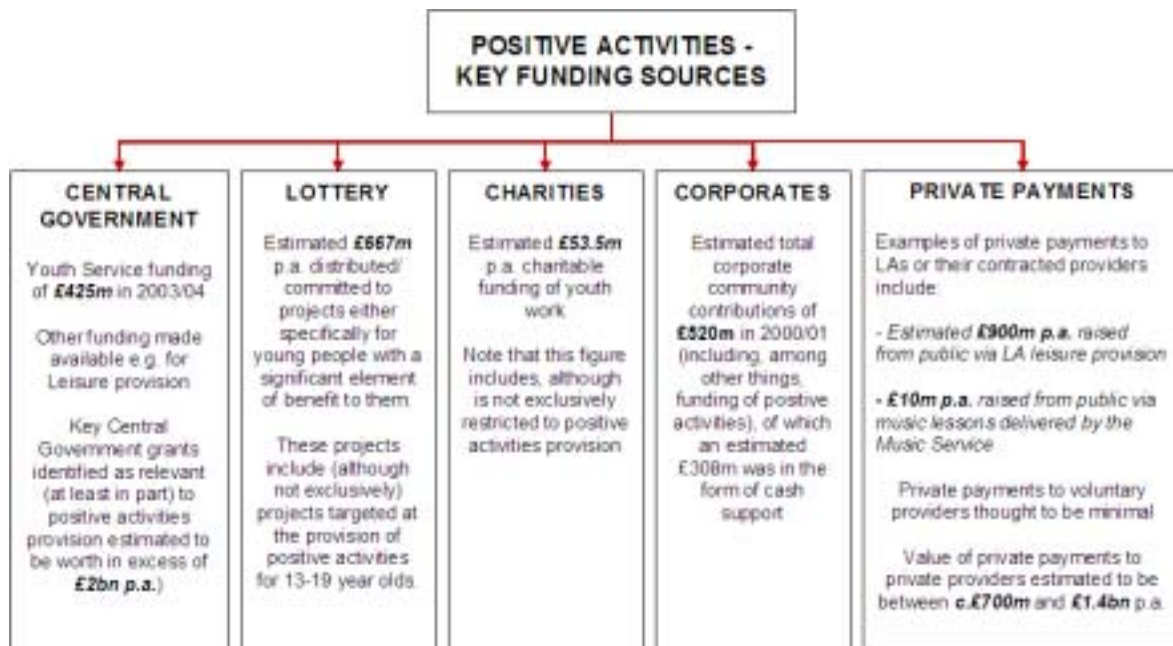 POSITIVE ACTIVITIES -
KEY FUNDING SOURCES
CENTRAL
GOVERNMENT
Youth Service funding
of £425m in 2003/04
Other funding made
available e.g. for
Leisure provision
Key Central
Government grants
identified as relevant
(at least in part) to
positive activities
provision estimated to
be worth in excess of
£2bn p.a.)
LOTTERY
Estimated £667m
p.a. distributed/
committed to
projects either
specifically for
young people with a
significant element
of benefit to them
These projects
include (although
not exclusively)
projects targeted at
the provision of
positive activities
for 13-19 year olds.
CHARITIES
Estimated £53.5m
p.a. charitable
funding of youth
work
Note that this figure
includes, although
is not exclusively
restricted to positive
activities provision
CORPORATES
Estimated total
corporate
community
contributions of
£520m in 2000/01
(including, among
other things,
funding of positive
activities), of which
an estimated
£308m was in the
form of cash
support
PRIVATE PAYMENTS
Examples of private payments to
LAs or their contracted providers
include:
- Estimated £900m p.a. raised
from public via LA leisure provision
- £10m p.a. raised from public via
music lessons delivered by the
Music Service
Private payments to voluntary
providers thought to be minimal
Value of private payments to
private providers estimated to be
between c.£700m and £1.4bn p.a.